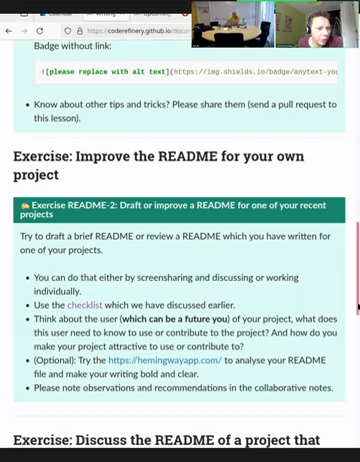 Calendar
Writing
Upcoming
https://coderefinery.github.io/docu
Badge without link:
![please replace with alt text](https://img.shields.io/badge/anytext-you
• Know about other tips and tricks? Please share them (send a pull request to
this lesson).
Exercise: Improve the README for your own
project
Exercise README-2: Draft or improve a README for one of your recent
projects
Try to draft a brief README or review a README which you have written for
one of your projects.
• You can do that either by screensharing and discussing or working
individually.
• Use the checklist which we have discussed earlier.
• Think about the user (which can be a future you) of your project, what does
this user need to know to use or contribute to the project? And how do you
make your project attractive to use or contribute to?
• (Optional): Try the https://hemingwayapp.com/ to analyse your README
file and make your writing bold and clear.
• Please note observations and recommendations in the collaborative notes.
Exercise: Discuss the README of a project that